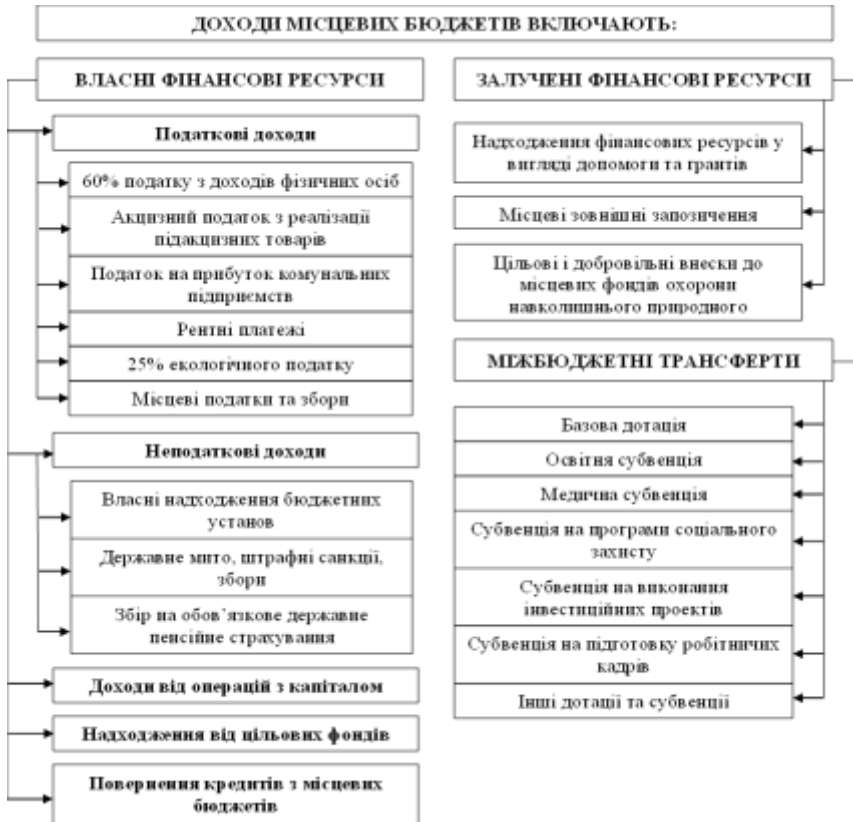 ДОХОДИ МІСЦЕВИХ БЮДЖЕТІВ ВКЛЮЧАЮТЬ:
ВЛАСНІ ФІНАНСОВІ РЕСУРСИ
Податкові доходи
60% податку з доходів фізичних осіб
Акцизний податок з реалізації
підакцизних товарів
Податок на прибуток комунальних
підприємств
Рентні платежі
25% екологічного податку
Місцеві податки та збори
Неподаткові доходи
Власні надходження бюджетних
установ
Державне мито, штрафні санкції,
збори
Збір на обов’язкове державне
пенсійне страхування
Доходи від операцій з капіталом
Надходження від цільових фондів
Повернення кредитів з місцевих
бюджетів
ЗАЛУЧЕНІ ФІНАНСОВІ РЕСУРСИ
Надходження фінансових ресурсів у
вигляді допомоги та грантів
Місцеві зовнішні запозичення
Цільові і добровільні внески до
місцевих фондів охорони
навколишнього природного
МІЖБЮДЖЕТНІ ТРАНСФЕРТИ
Базова дотація
Освітня субвенція
Медична субвенція
Субвенція на програми соціального
захисту
Субвенція на виконання
інвестиційних проектів
Субвенція на підготовку робітничих
кадрів
Інші дотації та субвенції